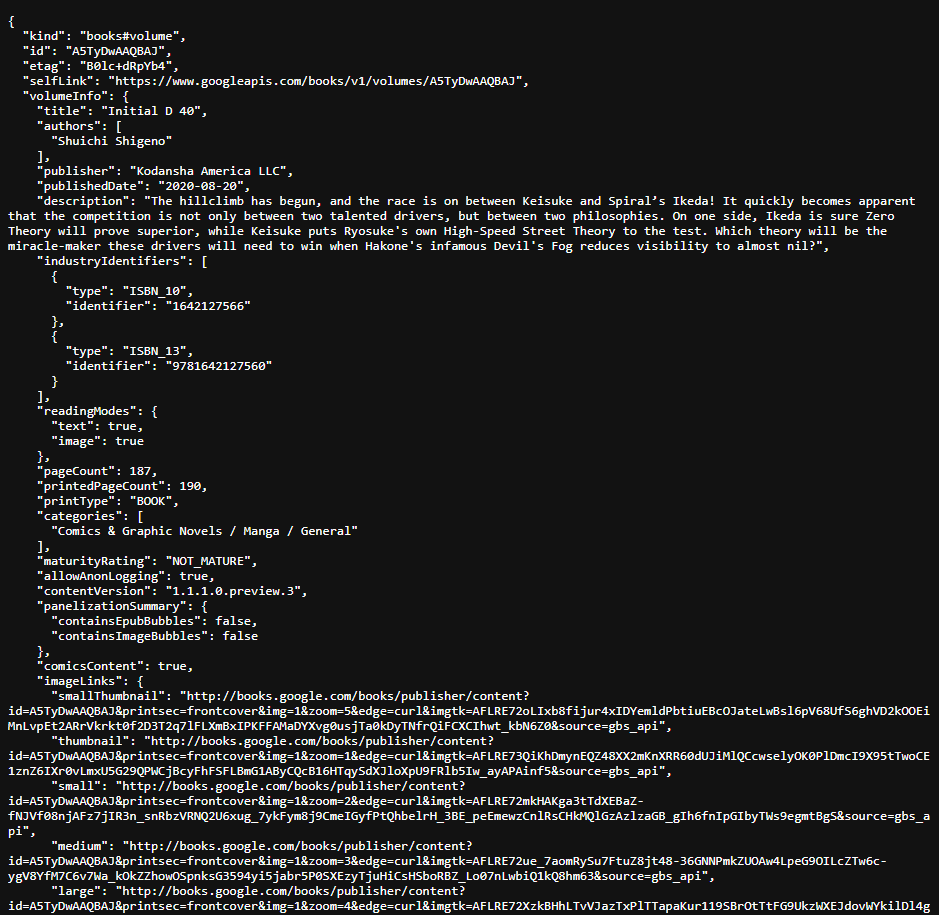 {
  "kind": "books#volume",
  "id": "A5TyDwAAQBAJ",
  "etag": "B0lc+dRpYb4",
  "selfLink": "https://www.googleapis.com/books/v1/volumes/A5TyDwAAQBAJ",
  "volumeInfo": {
    "title": "Initial D 40",
    "authors": [
      "Shuichi Shigeno"
    ],
    "publisher": "Kodansha America LLC",
    "publishedDate": "2020-08-20",
    "description": "The hillclimb has begun, and the race is on between Keisuke and Spiral’s Ikeda! It quickly becomes apparent
that the competition is not only between two talented drivers, but between two philosophies. On one side, Ikeda is sure Zero
Theory will prove superior, while Keisuke puts Ryosuke's own High-Speed Street Theory to the test. Which theory will be the
miracle-maker these drivers will need to win when Hakone's infamous Devil's Fog reduces visibility to almost nil?",
    "industryIdentifiers": [
      {
        "type": "ISBN_10",
        "identifier": "1642127566"
      },
      {
        "type": "ISBN_13",
        "identifier": "9781642127560"
      }
    ],
    "readingModes": {
      "text": true,
      "image": true
    },
    "pageCount": 187,
    "printedPageCount": 190,
    "printType": "BOOK",
    "categories": [
      "Comics & Graphic Novels / Manga / General"
    ],
    "maturityRating": "NOT_MATURE",
    "allowAnonLogging": true,
    "contentVersion": "1.1.1.0.preview.3",
    "panelizationSummary": {
      "containsEpubBubbles": false,
      "containsImageBubbles": false
    },
    "comicsContent": true,
    "imageLinks": {
      "smallThumbnail": "http://books.google.com/books/publisher/content?
id=A5TyDwAAQBAJ&printsec=frontcover&img=1&zoom=5&edge=curl&imgtk=AFLRE72oLIxb8fijur4xIDYemldPbtiuEBcOJateLwBsl6pV68UfS6ghVD2kOOEi
MnLvpEt2ARrVkrkt0f2D3T2q7lFLXmBxIPKFFAMaDYXvg0usjTa0kDyTNfrQiFCXCIhwt_kbN6Z0&source=gbs_api",
      "thumbnail": "http://books.google.com/books/publisher/content?
id=A5TyDwAAQBAJ&printsec=frontcover&img=1&zoom=1&edge=curl&imgtk=AFLRE73QiKhDmynEQZ48XX2mKnXRR60dUJiMlQCcwselyOK0PlDmcI9X95tTwoCE
1znZ6IXr0vLmxU5G29QPWCjBcyFhFSFLBmG1AByCQcB16HTqySdXJloXpU9FRlb5Iw_ayAPAinf5&source=gbs_api",
      "small": "http://books.google.com/books/publisher/content?
id=A5TyDwAAQBAJ&printsec=frontcover&img=1&zoom=2&edge=curl&imgtk=AFLRE72mkHAKga3tTdXEBaZ-
fNJVf08njAFz7jIR3n_snRbzVRNQ2U6xug_7ykFym8j9CmeIGyfPtQhbelrH_3BE_peEmewzCnlRsCHkMQlGzAzlzaGB_gIh6fnIpGIbyTWs9egmtBgS&source=gbs_a
pi",
      "medium": "http://books.google.com/books/publisher/content?
id=A5TyDwAAQBAJ&printsec=frontcover&img=1&zoom=3&edge=curl&imgtk=AFLRE72ue_7aomRySu7FtuZ8jt48-36GNNPmkZUOAw4LpeG9OILcZTw6c-
ygV8YfM7C6v7Wa_kOkZZhowOSpnksG3594yi5jabr5P0SXEzyTjuHiCsHSboRBZ_Lo07nLwbiQ1kQ8hm63&source=gbs_api",
      "large": "http://books.google.com/books/publisher/content?
id=A5TyDwAAQBAJ&printsec=frontcover&img=1&zoom=4&edge=curl&imgtk=AFLRE72XzkBHhLTvVJazTxPlTTapaKur119SBrOtTtFG9UkzWXEJdovWYkilDl4g